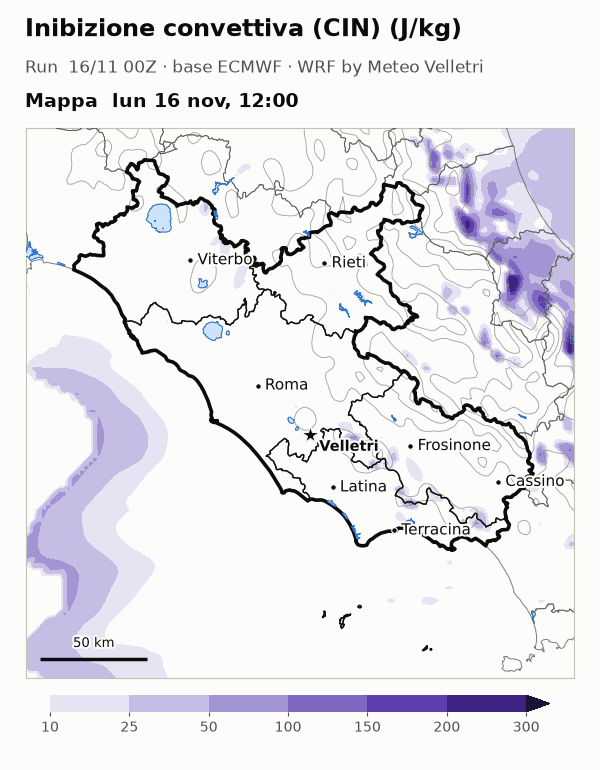 Inibizione convettiva (CIN) (J/kg)
Run 16/11 00Z · base ECMWF · WRF by Meteo Velletri
Mappa lun 16 nov, 12:00
Viterbo
Rieti
Roma
Velletri
Frosinone
Latina
Cassino
Terracina
50 km
10 25 50 100 150 200 300